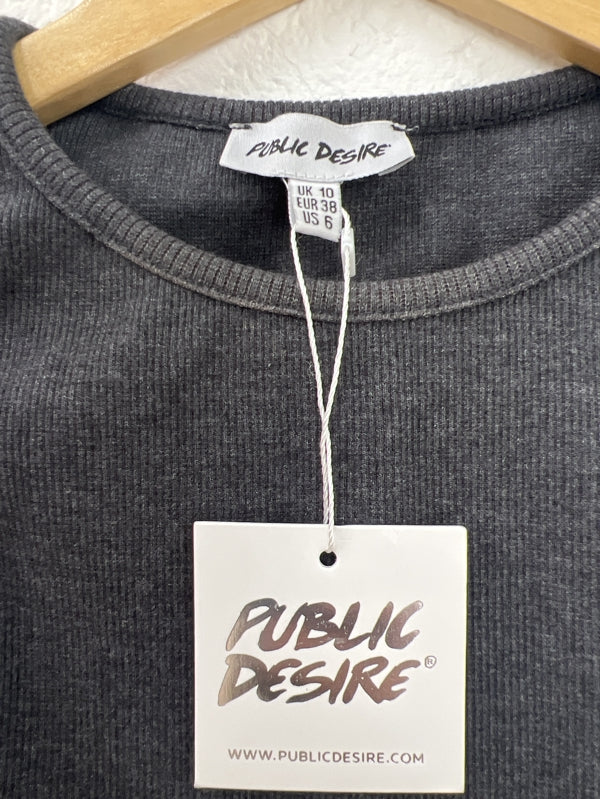 PUBLIC DESIRE
UK 10
EUR 38
US 6
PUBLIC
DESIRE®
WWW.PUBLICDESIRE.COM